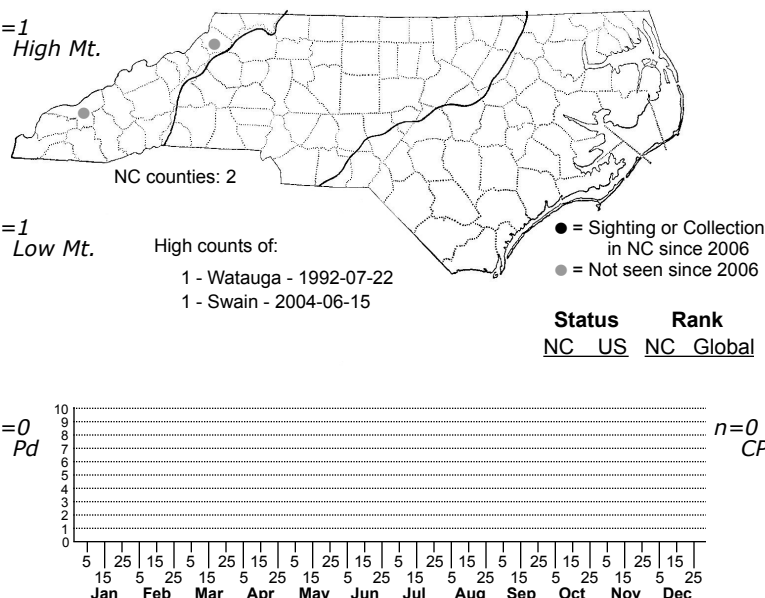 =1
High Mt.
NC counties: 2
=1
Low Mt.
High counts of:
1 - Watauga - 1992-07-22
1 - Swain - 2004-06-15
● = Sighting or Collection
in NC since 2006
● = Not seen since 2006
Status Rank
NC US NC Global
=0
Pd
n=0
CP
10
9
8
7
6
5
4
3
2
1
0
5 25 15 5 25 15 5 25 15 5 25 15 5 25 15 5 25 15
15 5 25 15 5 25 15 5 25 15 5 25 15 5 25 15 5 25
Jan Feb Mar Apr May Jun Jul Aug Sep Oct Nov Dec